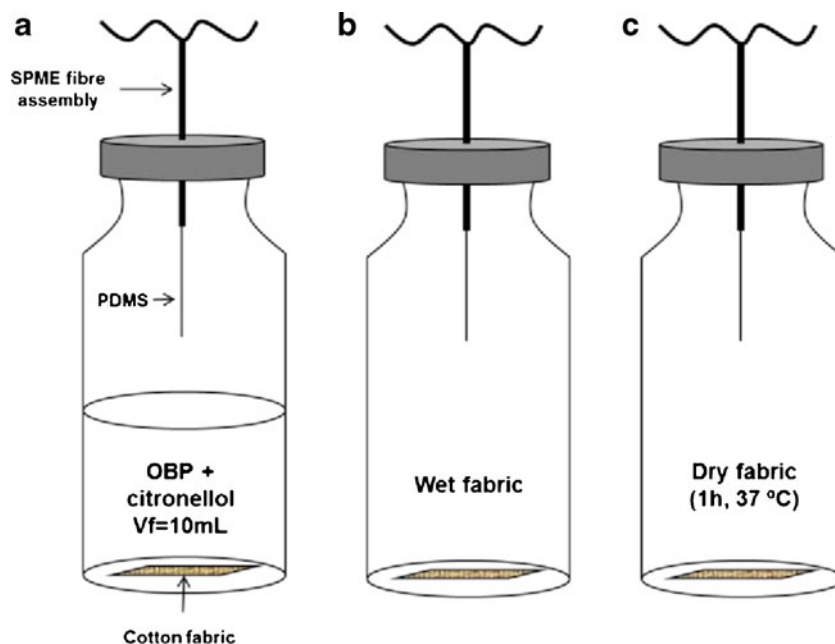 a
b
c
SPME fibre
assembly
PDMS
OBP +
citronellol
Vf=10mL
Cotton fabric
Wet fabric
Dry fabric
(1h, 37 ºC)